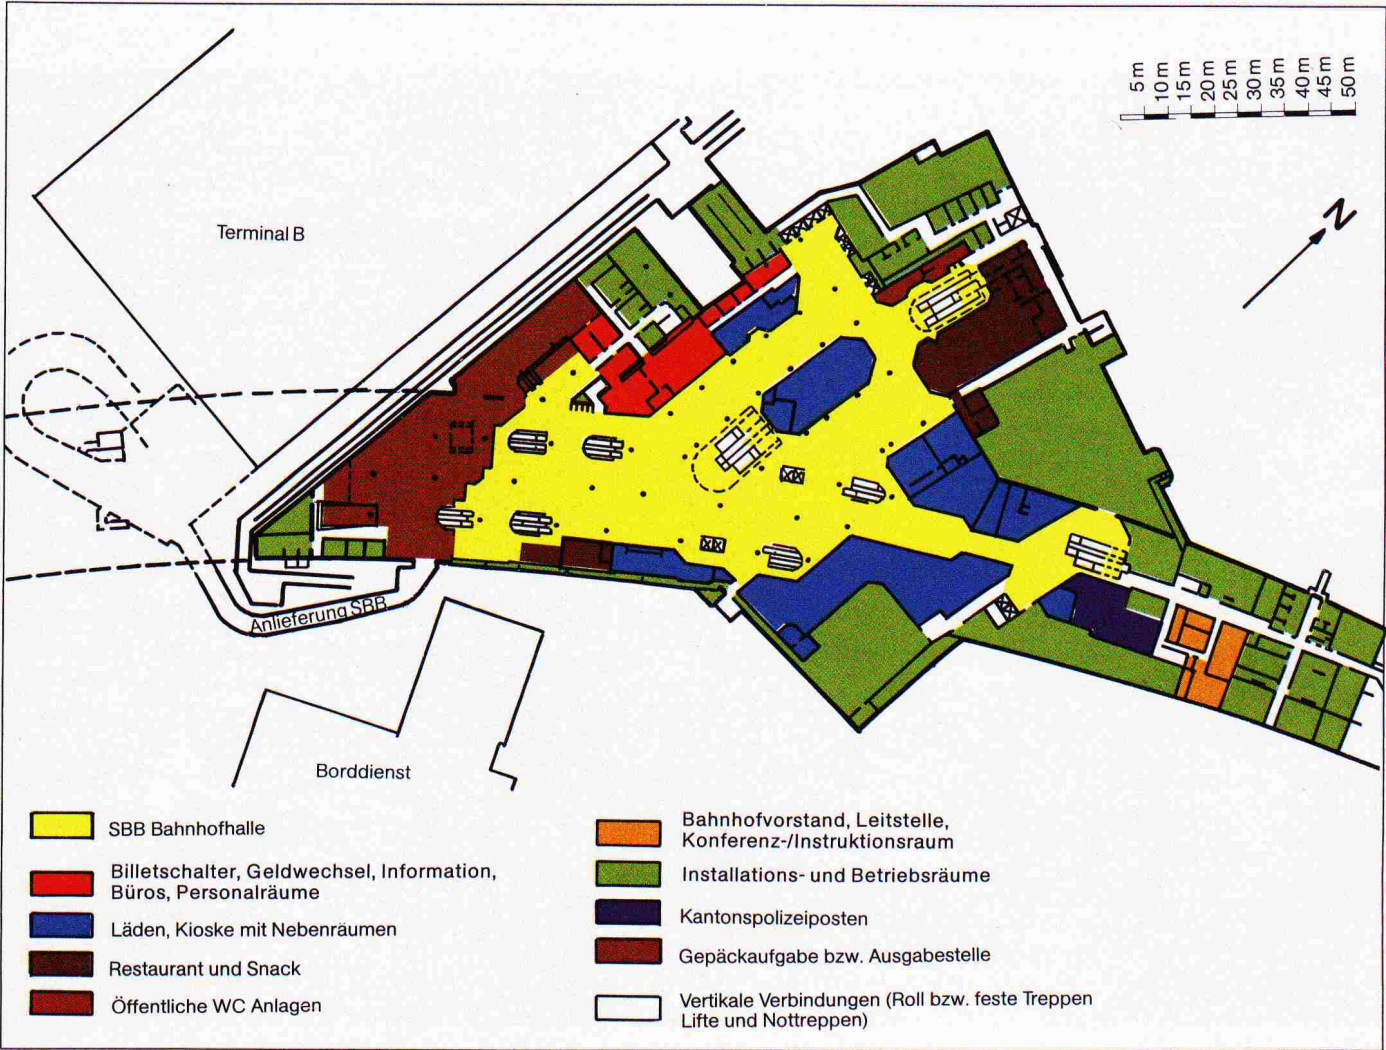 5 m
10 m
15 m
20 m
25 m
30 m
35 m
40 m
45 m
50 m
N
Terminal B
Anlieferung SBB
Borddienst
SBB Bahnhofhalle
Billetschalter, Geldwechsel, Information,
Büros, Personalräume
Läden, Kioske mit Nebenräumen
Restaurant und Snack
Öffentliche WC Anlagen
Bahnhofvorstand, Leitstelle,
Konferenz-/Instruktionsraum
Installations- und Betriebsräume
Kantonspolizeiposten
Gepäckaufgabe bzw. Ausgabestelle
Vertikale Verbindungen (Roll bzw. feste Treppen
Lifte und Nottreppen)